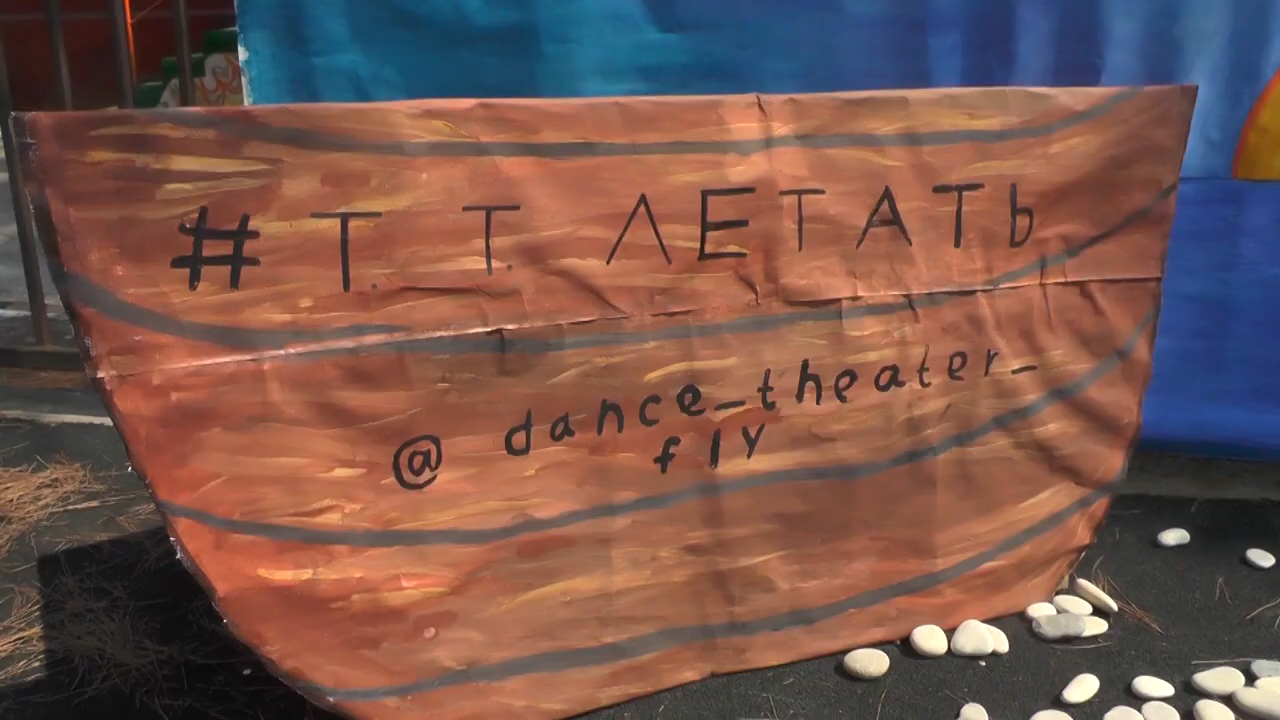 # Т. Т. ЛЕТАТЬ
@ dance_theater_
fly